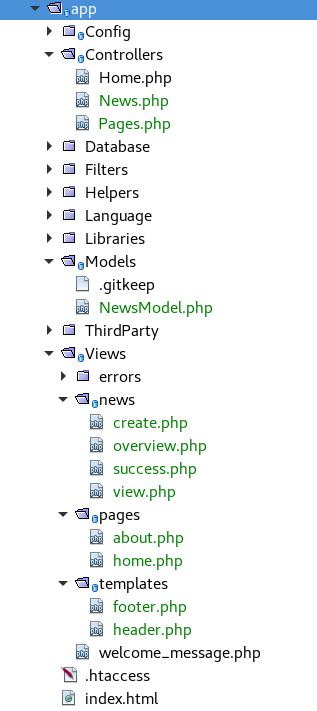 app
Config
Controllers
Home.php
News.php
Pages.php
Database
Filters
Helpers
Language
Libraries
Models
.gitkeep
NewsModel.php
ThirdParty
Views
errors
news
create.php
overview.php
success.php
view.php
pages
about.php
home.php
templates
footer.php
header.php
welcome_message.php
.htaccess
index.html